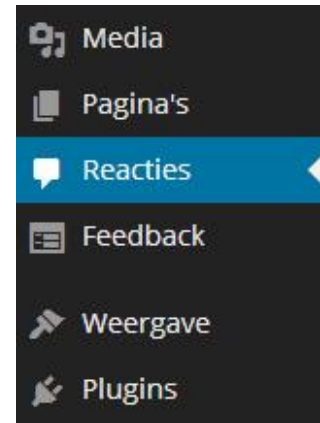 Media
Pagina's
Reacties
Feedback
Weergave
Plugins